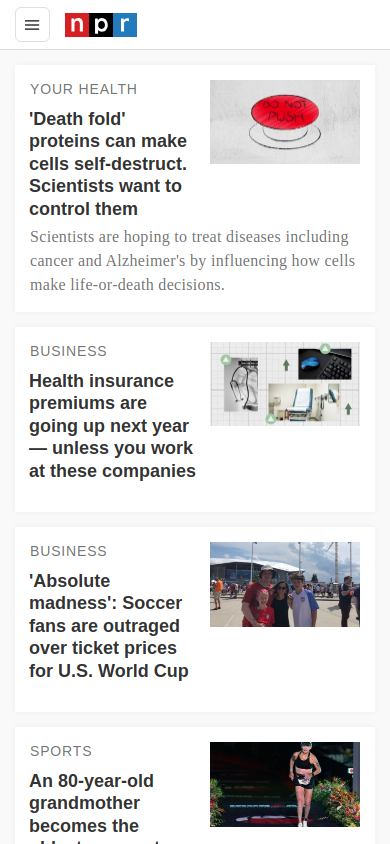 npr
YOUR HEALTH
'Death fold'
proteins can make
cells self-destruct.
Scientists want to
control them
DO NOT
PUSH
Scientists are hoping to treat diseases including
cancer and Alzheimer's by influencing how cells
make life-or-death decisions.
BUSINESS
Health insurance
premiums are
going up next year
— unless you work
at these companies
BUSINESS
'Absolute
madness': Soccer
fans are outraged
over ticket prices
for U.S. World Cup
SPORTS
An 80-year-old
grandmother
becomes the